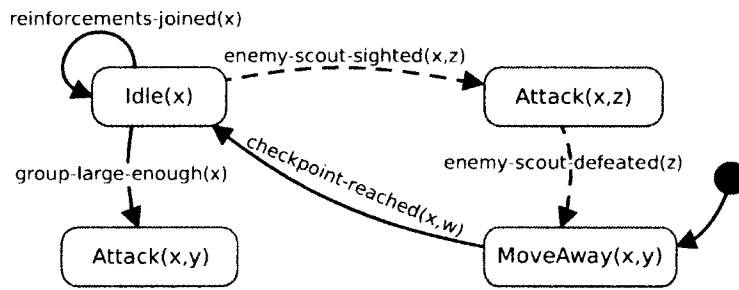 reinforcements-joined(x)
enemy-scout-sighted(x,z)
Idle(x)
Attack(x,z)
checkpoint-reached(x,w)
enemy-scout-defeated(z)
group-large-enough(x)
Attack(x,y)
MoveAway(x,y)